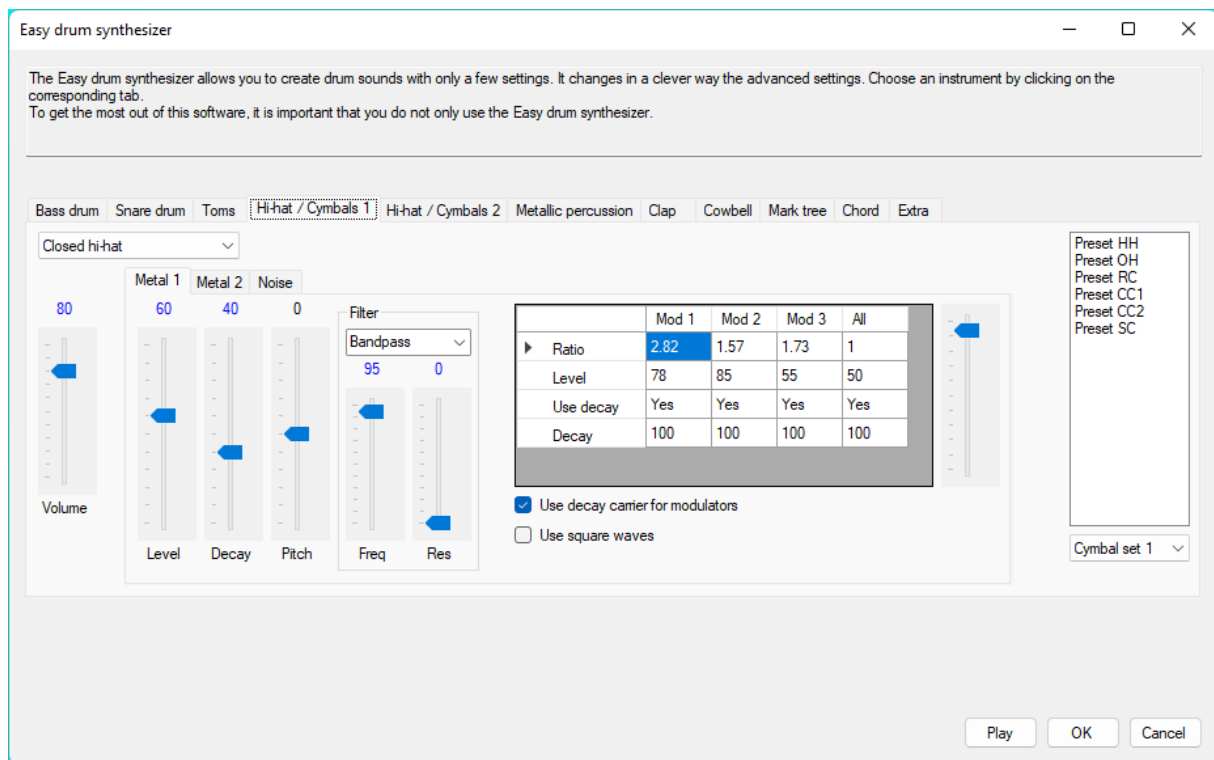 Easy drum synthesizer
The Easy drum synthesizer allows you to create drum sounds with only a few settings. It changes in a clever way the advanced settings. Choose an instrument by clicking on the
corresponding tab.
To get the most out of this software, it is important that you do not only use the Easy drum synthesizer.
Bass drum Snare drum Toms Hi-hat / Cymbals 1 Hi-hat / Cymbals 2 Metallic percussion Clap Cowbell Mark tree Chord Extra
Closed hi-hat
Metal 1 Metal 2 Noise
80 60 40 0
Volume
Level Decay Pitch
Filter
Bandpass
95 0
Freq Res
Mod 1 Mod 2 Mod 3 All
Ratio 2.82 1.57 1.73 1
Level 78 85 55 50
Use decay Yes Yes Yes Yes
Decay 100 100 100 100
Use decay carrier for modulators
Use square waves
Preset HH
Preset OH
Preset RC
Preset CC1
Preset CC2
Preset SC
Cymbal set 1
Play OK Cancel